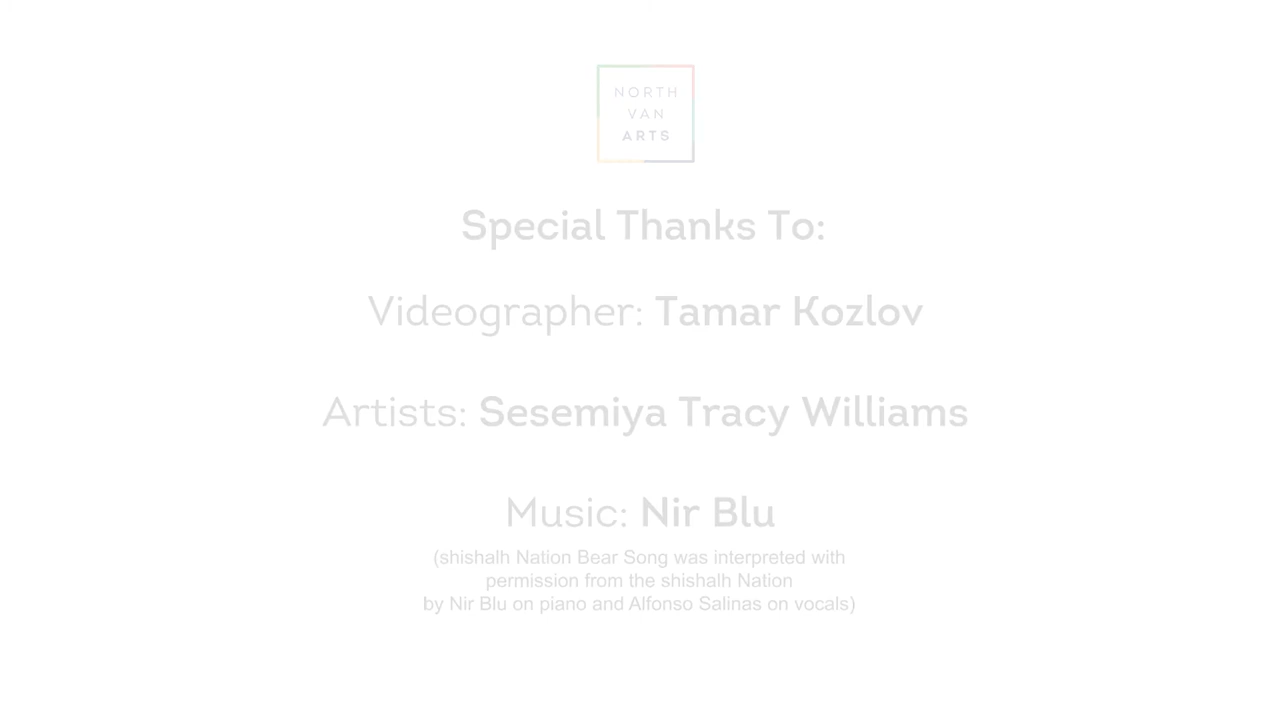 NORTH
VAN
ARTS
Special Thanks To:
Videographer: Tamar Kozlov
Artists: Sesemiya Tracy Williams
Music: Nir Blu
(shishalh Nation Bear Song was interpreted with
permission from the shishalh Nation
by Nir Blu on piano and Alfonso Salinas on vocals)